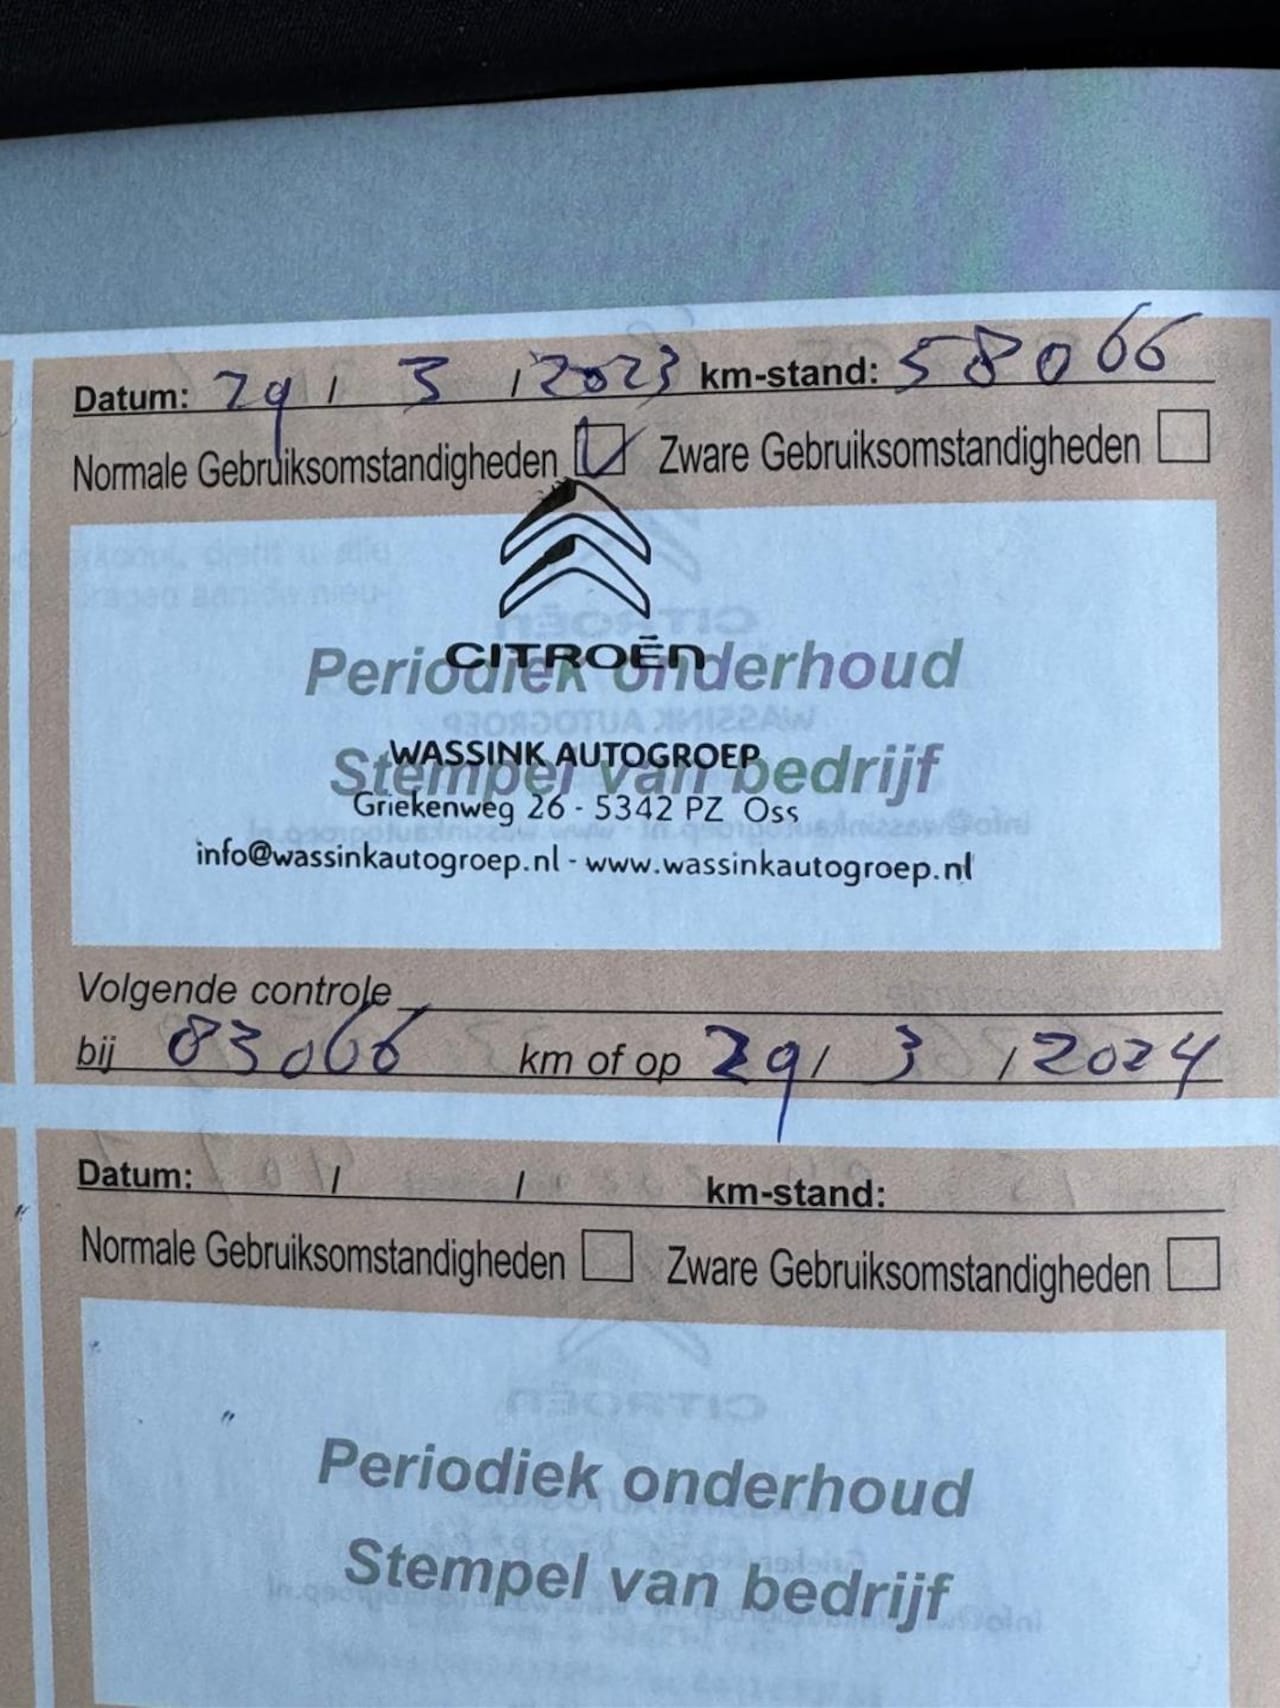 Datum: 29 / 3 / 2023 km-stand: 58066
Normale Gebruiksomstandigheden Zware Gebruiksomstandigheden
CITROËN
Periodiek onderhoud
WASSINK AUTOGROEP
Stempel van bedrijf
Griekenweg 26 - 5342 PZ Oss
info@wassinkautogroep.nl - www.wassinkautogroep.nl
Volgende controle
bij 83066 km of op 29 / 3 / 2024
Datum: / / km-stand:
Normale Gebruiksomstandigheden Zware Gebruiksomstandigheden
Periodiek onderhoud
Stempel van bedrijf